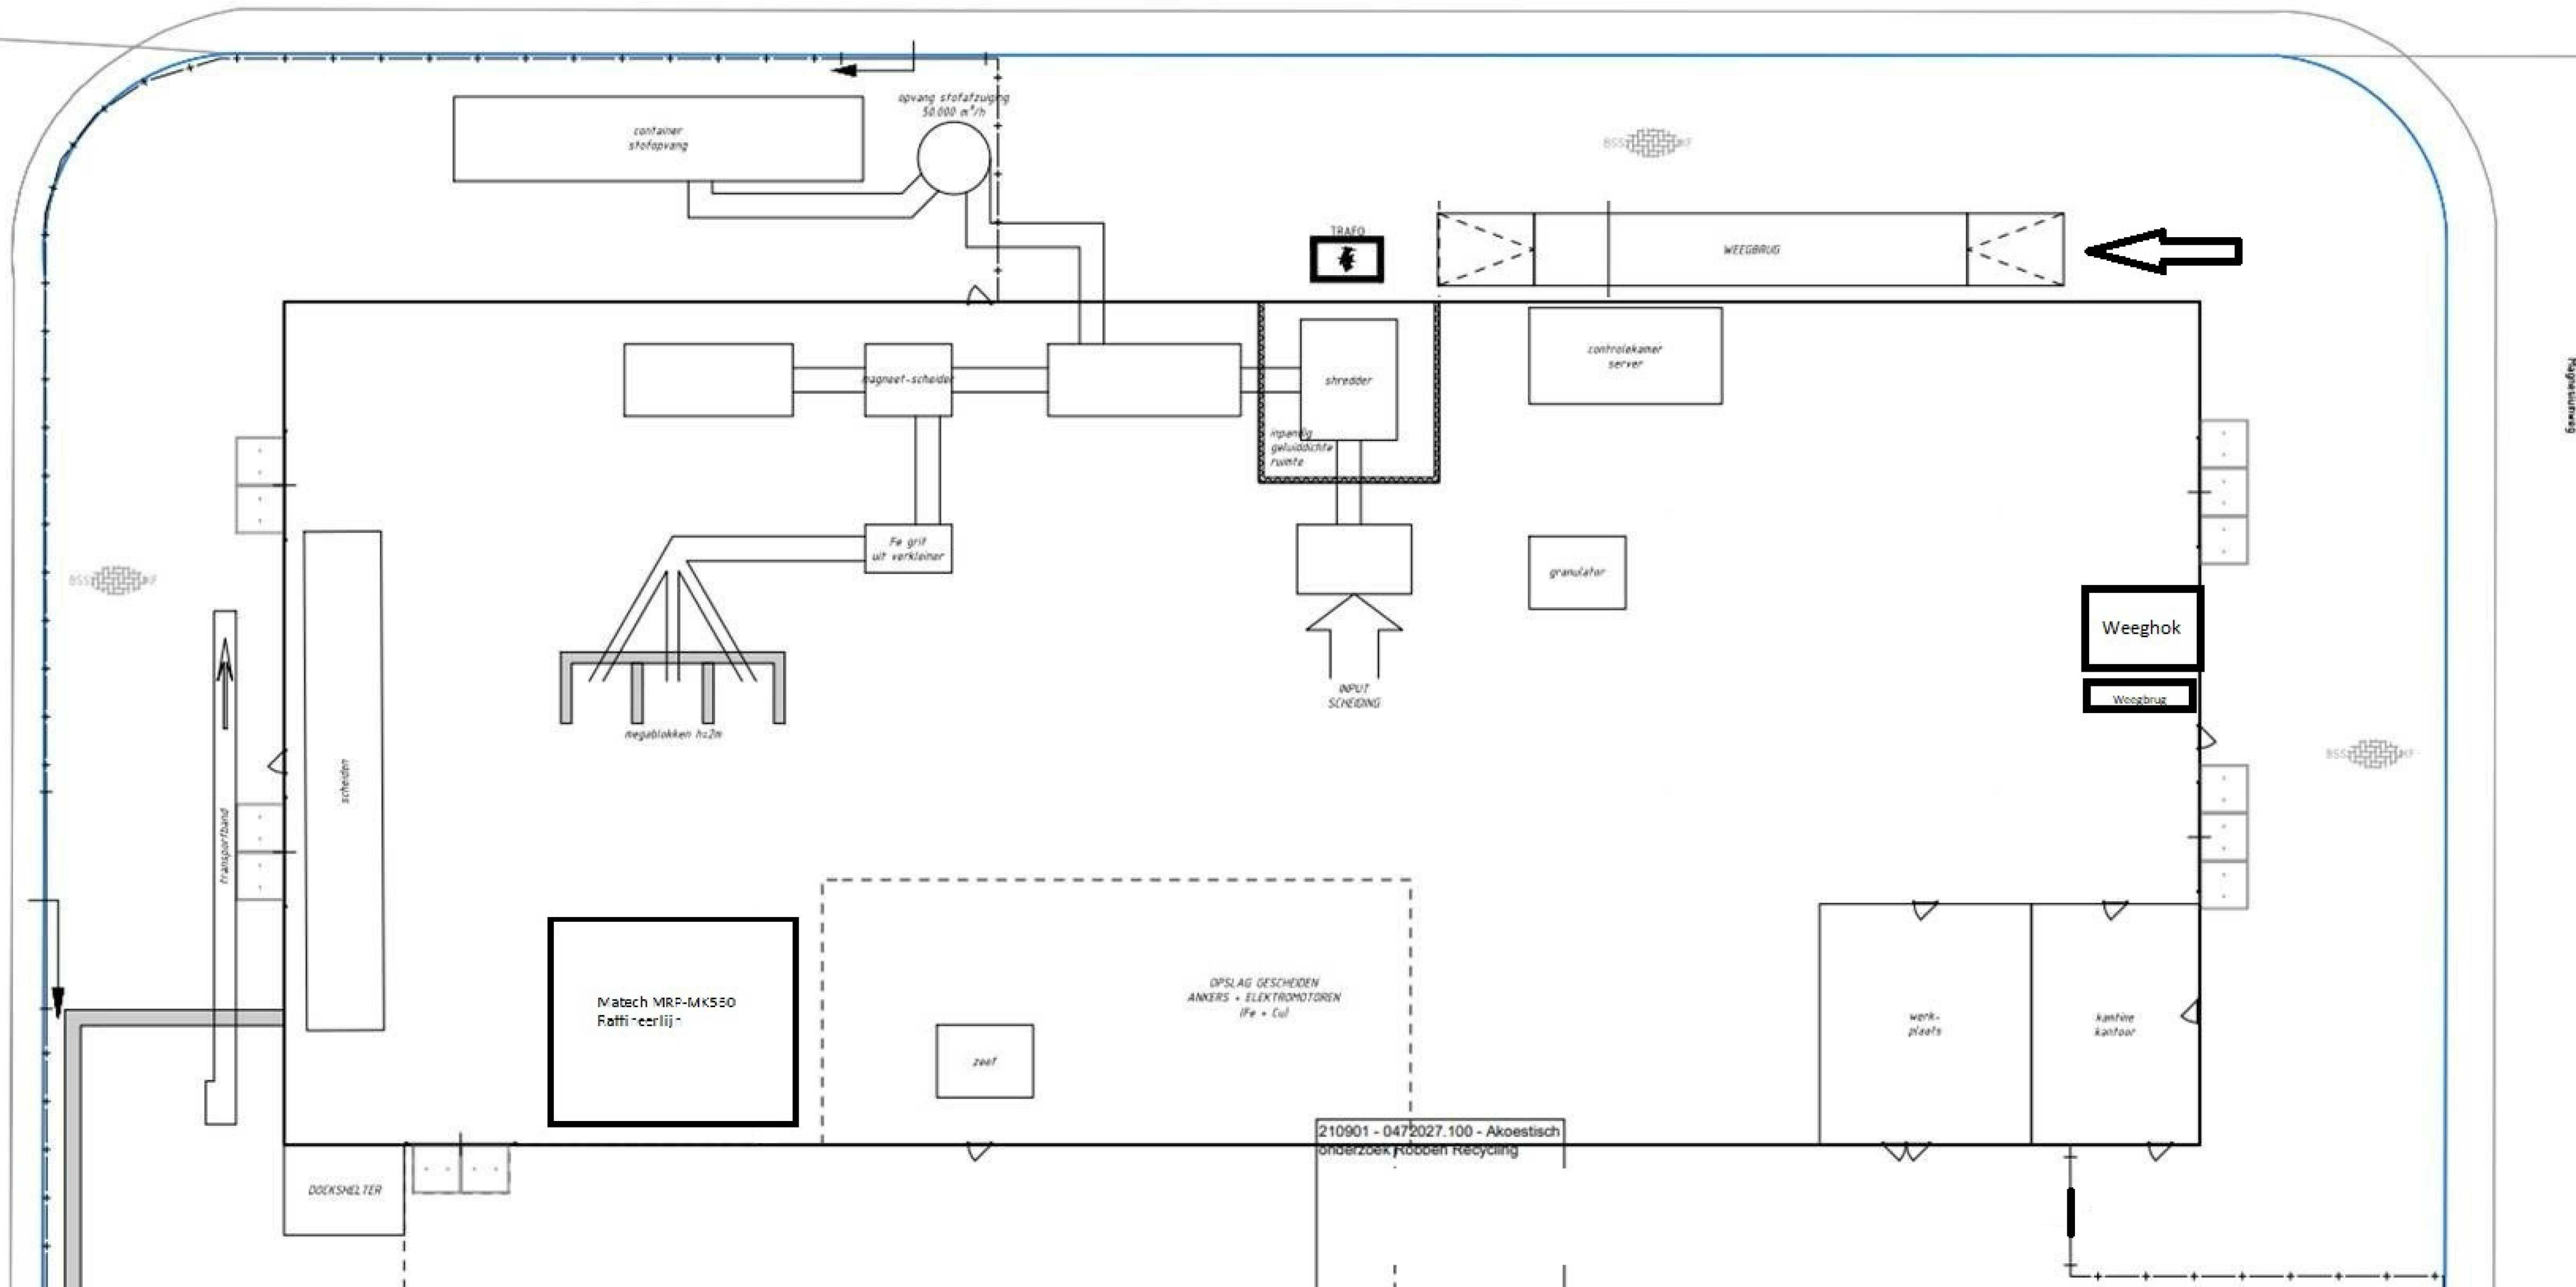 opvang stofafzuiging
50.000 m³/h
container
stofopvang
TRAFO
WEEGBRUG
controlekamer
server
magneet-scheider
shredder
inpandig
geluiddichte
ruimte
Fe grit
uit verkleiner
granulator
Weeghok
Weegbrug
INPUT
SCHEIDING
megablokken h=2m
scheiden
transportband
Matech MRP-MK550
Raffineerlijn
OPSLAG GESCHEIDEN
ANKERS + ELEKTROMOTOREN
(Fe + Cu)
zeef
werk-
plaats
kantine
kantoor
210901 - 0472027.100 - Akoestisch
onderzoek Robben Recycling
DOCKSHELTER